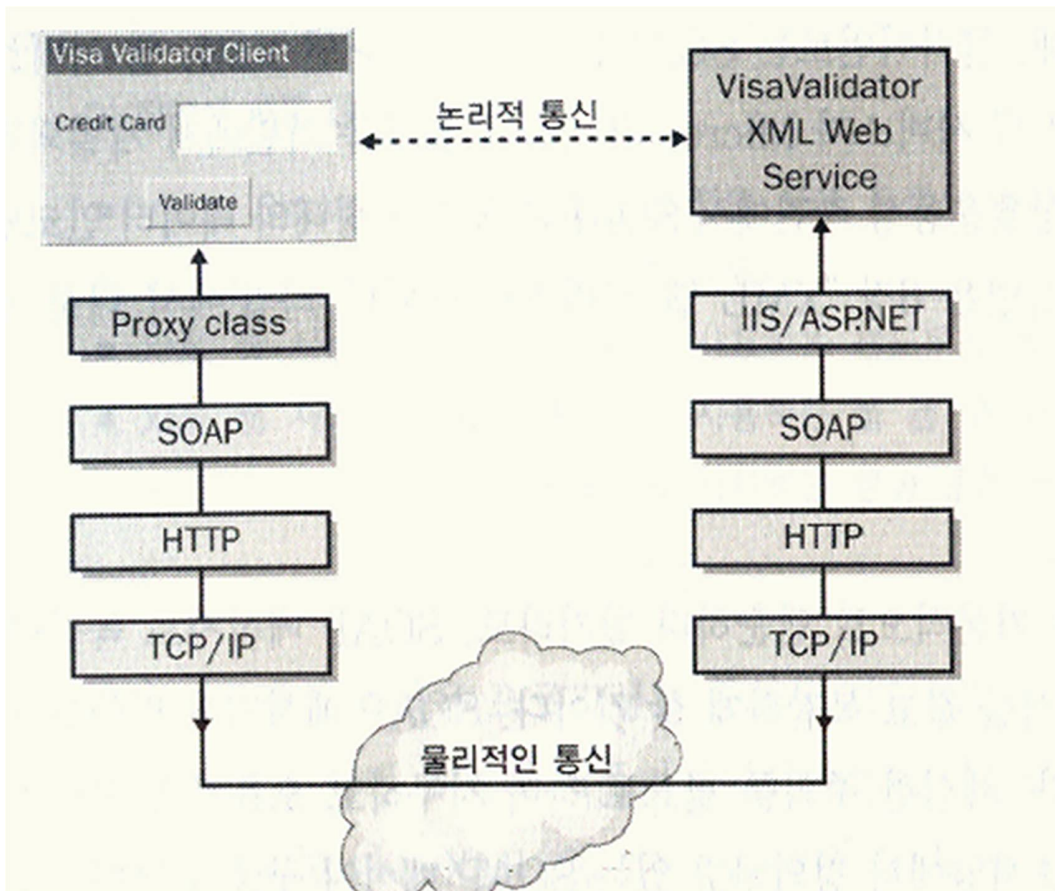 Visa Validator Client
Credit Card
Validate
논리적 통신
VisaValidator
XML Web
Service
Proxy class
SOAP
HTTP
TCP/IP
IIS/ASP.NET
SOAP
HTTP
TCP/IP
물리적인 통신